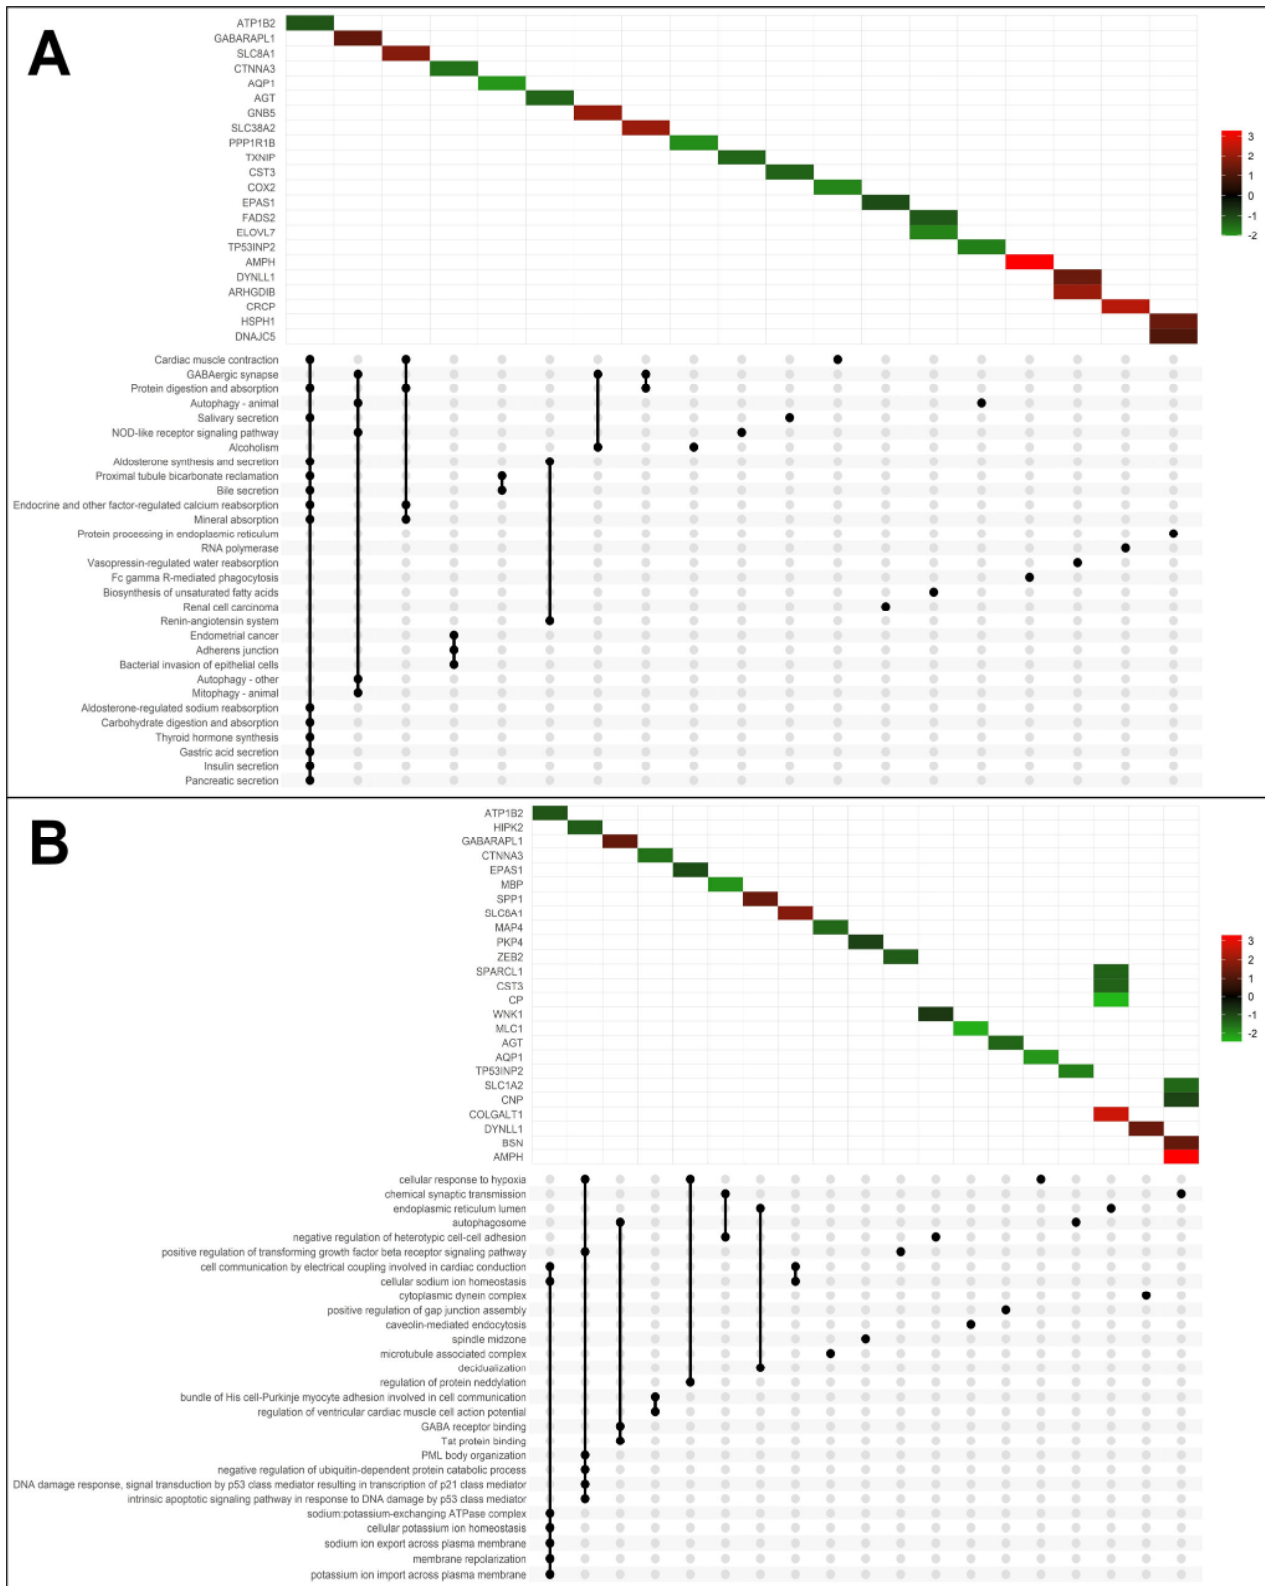 A
ATP1B2
GABARAPL1
SLC8A1
CTNNA3
AQP1
AGT
GNB5
SLC38A2
PPP1R1B
TXNIP
CST3
COX2
EPAS1
FADS2
ELOVL7
TP53INP2
AMPH
DYNLL1
ARHGDIB
CRCP
HSPH1
DNAJC5
3
2
1
0
-1
-2
Cardiac muscle contraction
GABAergic synapse
Protein digestion and absorption
Autophagy - animal
Salivary secretion
NOD-like receptor signaling pathway
Alcoholism
Aldosterone synthesis and secretion
Proximal tubule bicarbonate reclamation
Bile secretion
Endocrine and other factor-regulated calcium reabsorption
Mineral absorption
Protein processing in endoplasmic reticulum
RNA polymerase
Vasopressin-regulated water reabsorption
Fc gamma R-mediated phagocytosis
Biosynthesis of unsaturated fatty acids
Renal cell carcinoma
Renin-angiotensin system
Endometrial cancer
Adherens junction
Bacterial invasion of epithelial cells
Autophagy - other
Mitophagy - animal
Aldosterone-regulated sodium reabsorption
Carbohydrate digestion and absorption
Thyroid hormone synthesis
Gastric acid secretion
Insulin secretion
Pancreatic secretion
B
ATP1B2
HIPK2
GABARAPL1
CTNNA3
EPAS1
MBP
SPP1
SLC8A1
MAP4
PKP4
ZEB2
SPARCL1
CST3
CP
WNK1
MLC1
AGT
AQP1
TP53INP2
SLC1A2
CNP
COLGALT1
DYNLL1
BSN
AMPH
3
2
1
0
-1
-2
cellular response to hypoxia
chemical synaptic transmission
endoplasmic reticulum lumen
autophagosome
negative regulation of heterotypic cell-cell adhesion
positive regulation of transforming growth factor beta receptor signaling pathway
cell communication by electrical coupling involved in cardiac conduction
cellular sodium ion homeostasis
cytoplasmic dynein complex
positive regulation of gap junction assembly
caveolin-mediated endocytosis
spindle midzone
microtubule associated complex
decidualization
regulation of protein neddylation
bundle of His cell-Purkinje myocyte adhesion involved in cell communication
regulation of ventricular cardiac muscle cell action potential
GABA receptor binding
Tat protein binding
PML body organization
negative regulation of ubiquitin-dependent protein catabolic process
DNA damage response, signal transduction by p53 class mediator resulting in transcription of p21 class mediator
intrinsic apoptotic signaling pathway in response to DNA damage by p53 class mediator
sodium:potassium-exchanging ATPase complex
cellular potassium ion homeostasis
sodium ion export across plasma membrane
membrane repolarization
potassium ion import across plasma membrane